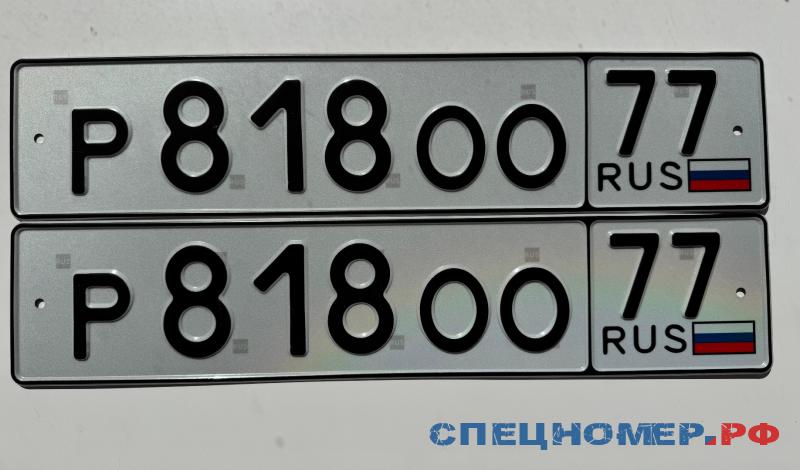 Р 818 ОО 77
RUS
Р 818 ОО 77
RUS
СПЕЦНОМЕР.РФ